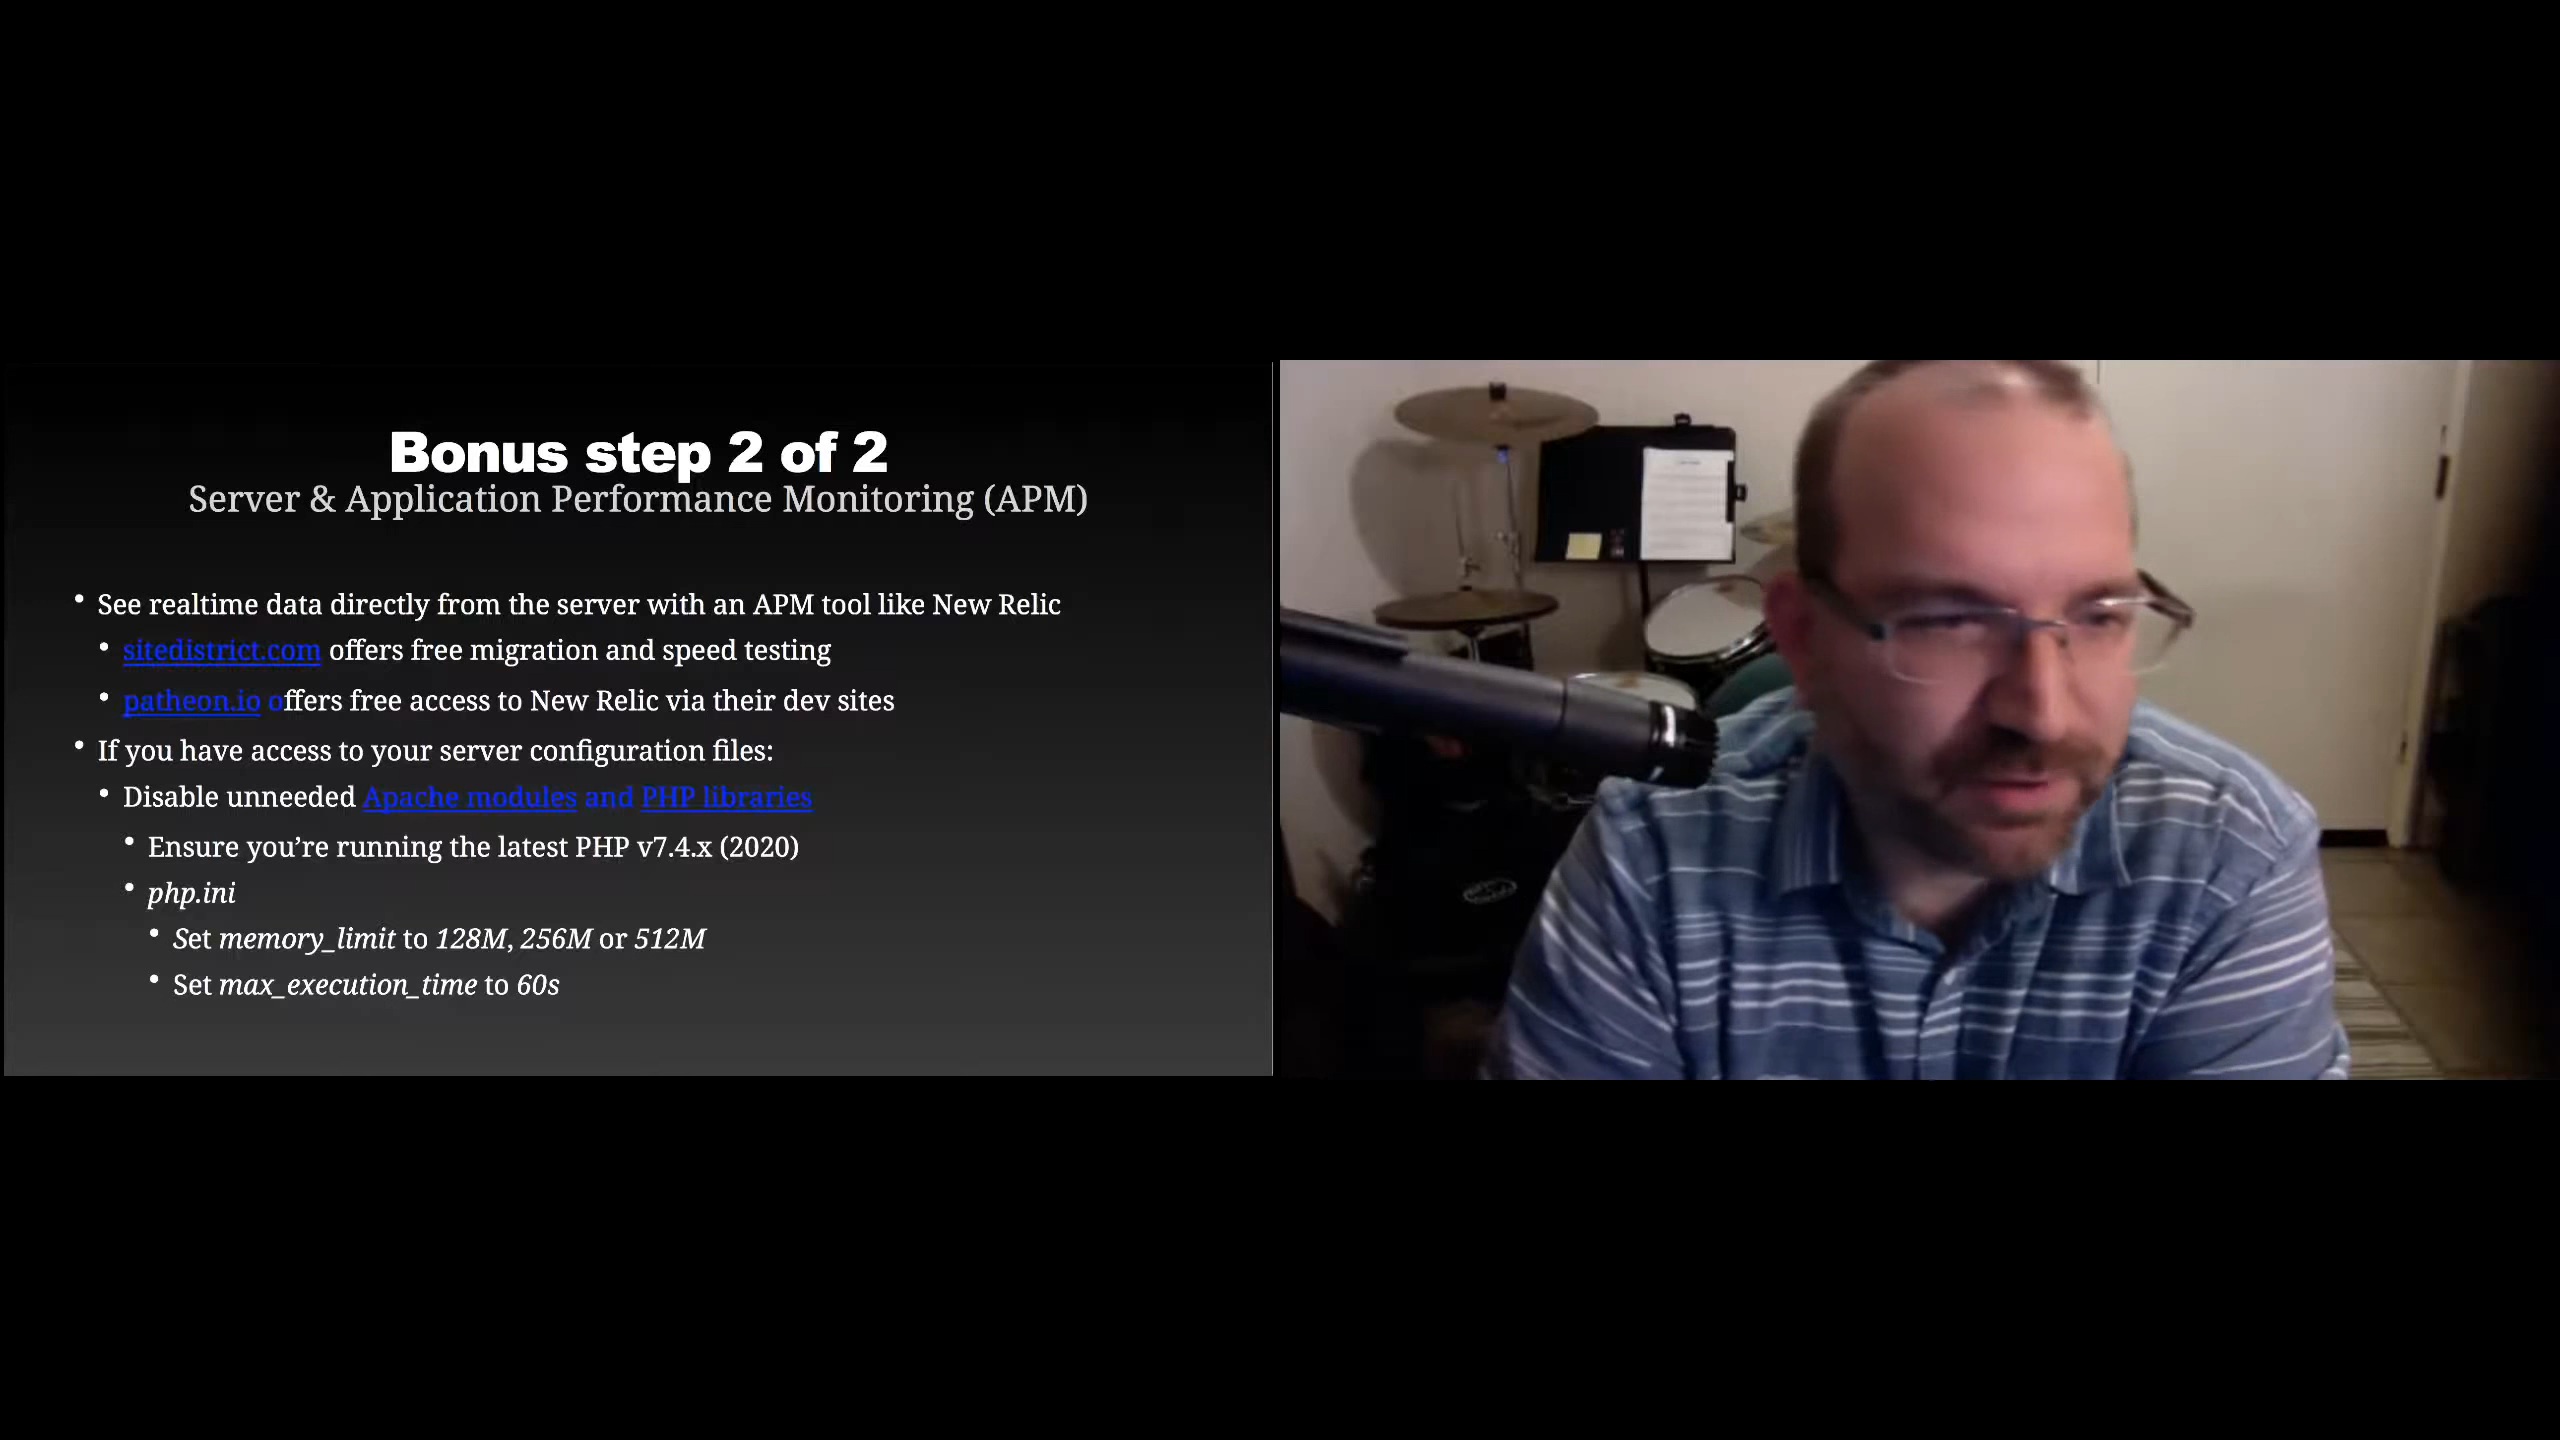 Bonus step 2 of 2
Server & Application Performance Monitoring (APM)
• See realtime data directly from the server with an APM tool like New Relic
• sitedistrict.com offers free migration and speed testing
• patheon.io offers free access to New Relic via their dev sites
• If you have access to your server configuration files:
• Disable unneeded Apache modules and PHP libraries
• Ensure you’re running the latest PHP v7.4.x (2020)
• php.ini
• Set memory_limit to 128M, 256M or 512M
• Set max_execution_time to 60s